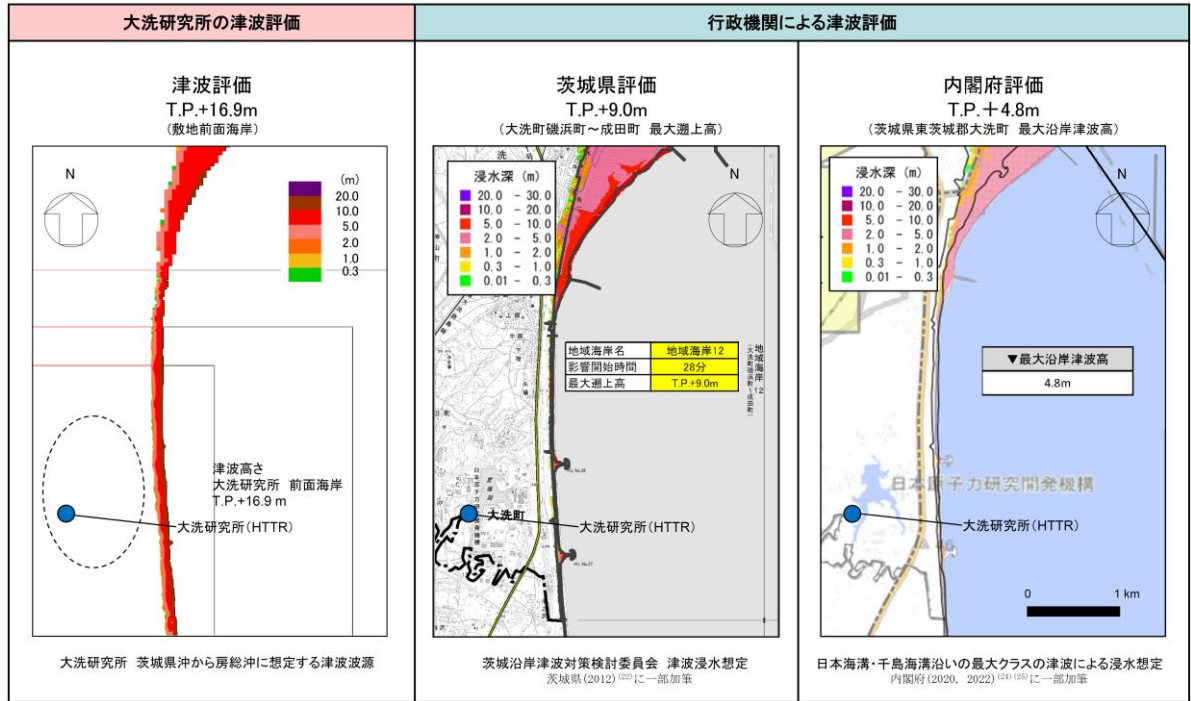 大洗研究所の津波評価
行政機関による津波評価
津波評価
T.P.+16.9m
(敷地前面海岸)
N
(m)
20.0
10.0
5.0
2.0
1.0
0.3
津波高さ
大洗研究所 前面海岸
T.P.+16.9 m
大洗研究所(HTTR)
大洗研究所 茨城県沖から房総沖に想定する津波波源
茨城県評価
T.P.+9.0m
(大洗町磯浜町～成田町 最大遡上高)
浸水深 (m)
20.0 - 30.0
10.0 - 20.0
5.0 - 10.0
2.0 - 5.0
1.0 - 2.0
0.3 - 1.0
0.01 - 0.3
N
地域海岸名 地域海岸12
影響開始時間 28分
最大遡上高 T.P.+9.0m
地域海岸12
(大洗町磯浜町～成田町)
大洗町
大洗研究所(HTTR)
茨城沿岸津波対策検討委員会 津波浸水想定
茨城県(2012)(22)に一部加筆
内閣府評価
T.P.＋4.8m
(茨城県東茨城郡大洗町 最大沿岸津波高)
浸水深 (m)
20.0 - 30.0
10.0 - 20.0
5.0 - 10.0
2.0 - 5.0
1.0 - 2.0
0.3 - 1.0
0.01 - 0.3
N
▼最大沿岸津波高
4.8m
日本原子力研究開発機構
大洗研究所(HTTR)
0 1 km
日本海溝・千島海溝沿いの最大クラスの津波による浸水想定
内閣府(2020, 2022)(24)(25)に一部加筆